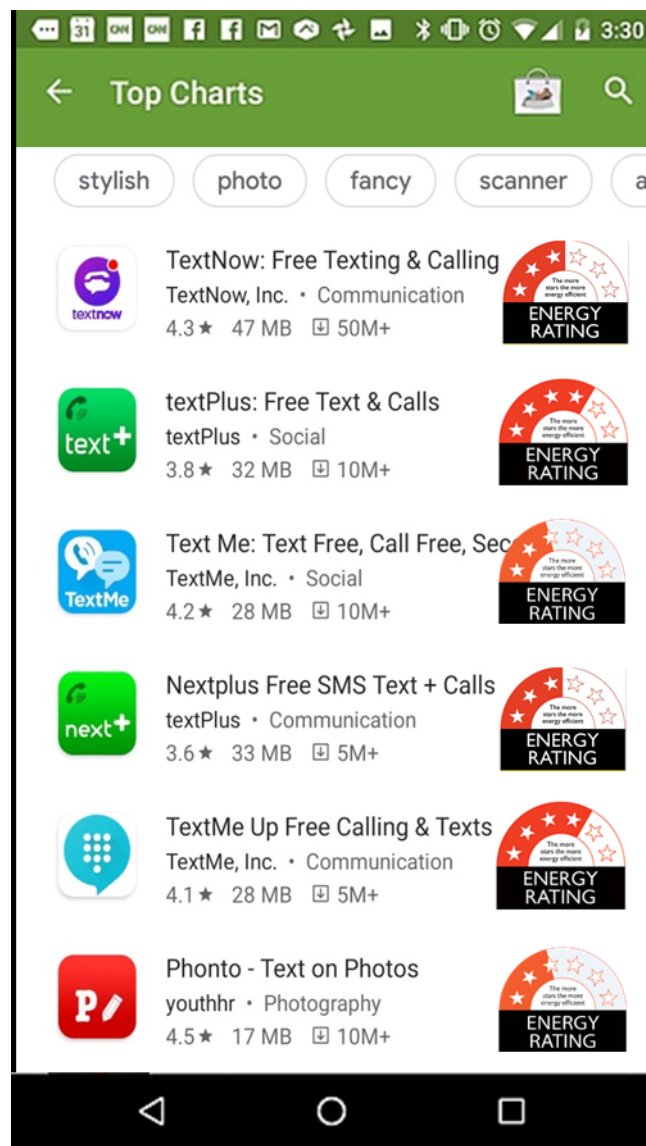 31 CNN CNN f f M 3:30
Top Charts
stylish photo fancy scanner a
TextNow: Free Texting & Calling
TextNow, Inc. • Communication
4.3★ 47 MB 50M+
textnow
The more
stars the more
energy efficient
ENERGY
RATING
textPlus: Free Text & Calls
textPlus • Social
3.8★ 32 MB 10M+
text+
The more
stars the more
energy efficient
ENERGY
RATING
Text Me: Text Free, Call Free, Sec
TextMe, Inc. • Social
4.2★ 28 MB 10M+
TextMe
The more
stars the more
energy efficient
ENERGY
RATING
Nextplus Free SMS Text + Calls
textPlus • Communication
3.6★ 33 MB 5M+
next+
The more
stars the more
energy efficient
ENERGY
RATING
TextMe Up Free Calling & Texts
TextMe, Inc. • Communication
4.1★ 28 MB 5M+
The more
stars the more
energy efficient
ENERGY
RATING
Phonto - Text on Photos
youthhr • Photography
4.5★ 17 MB 10M+
P
The more
stars the more
energy efficient
ENERGY
RATING